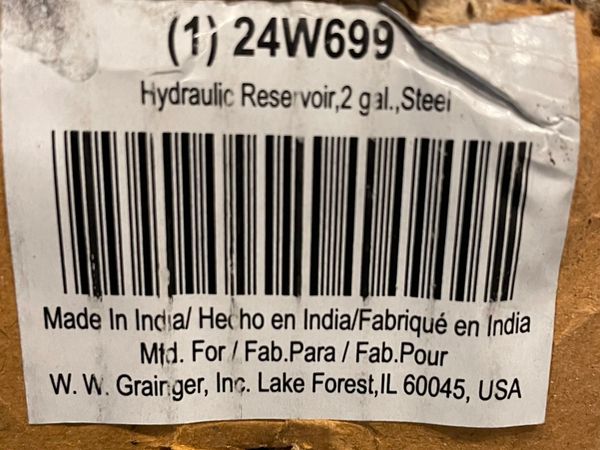 (1) 24W699
Hydraulic Reservoir,2 gal.,Steel
Made In India/ Hecho en India/Fabriqué en India
Mfd. For / Fab.Para / Fab.Pour
W. W. Grainger, Inc. Lake Forest,IL 60045, USA